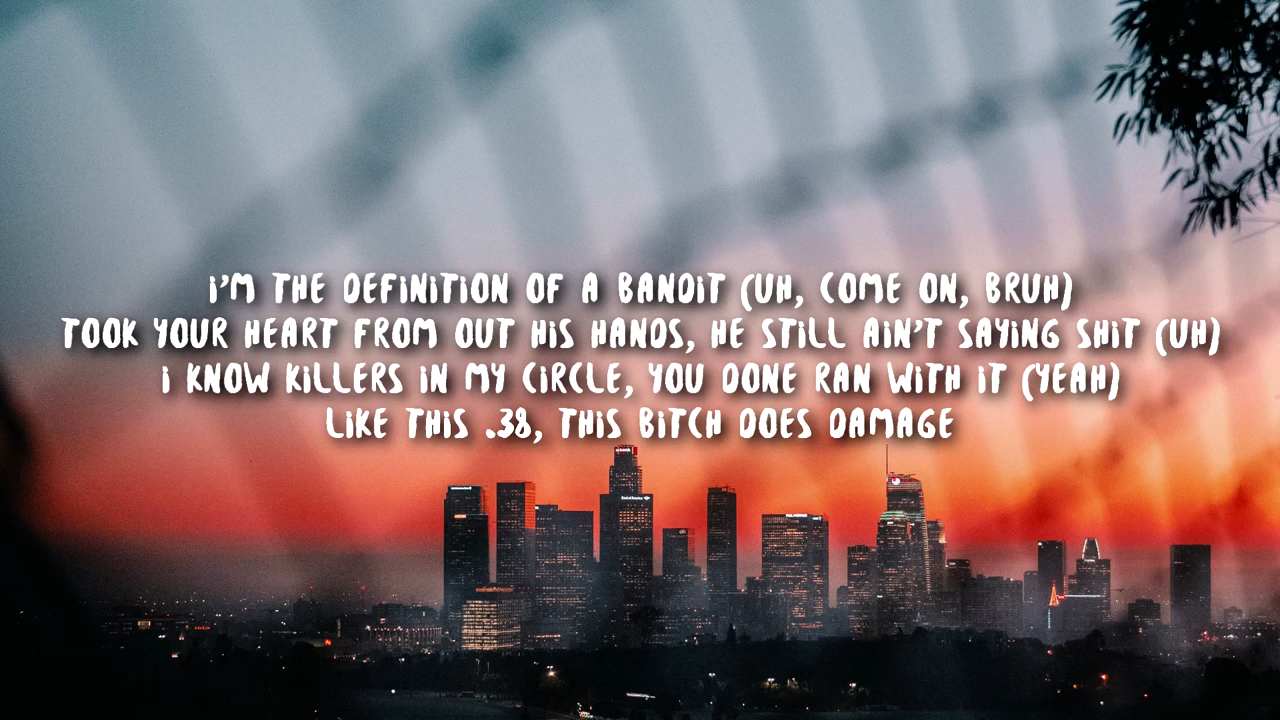 I'M THE DEFINITION OF A BANDIT (UH, COME ON, BRUH)
TOOK YOUR HEART FROM OUT HIS HANDS, HE STILL AIN'T SAYING SHIT (UH)
I KNOW KILLERS IN MY CIRCLE, YOU DONE RAN WITH IT (YEAH)
LIKE THIS .38, THIS BITCH DOES DAMAGE